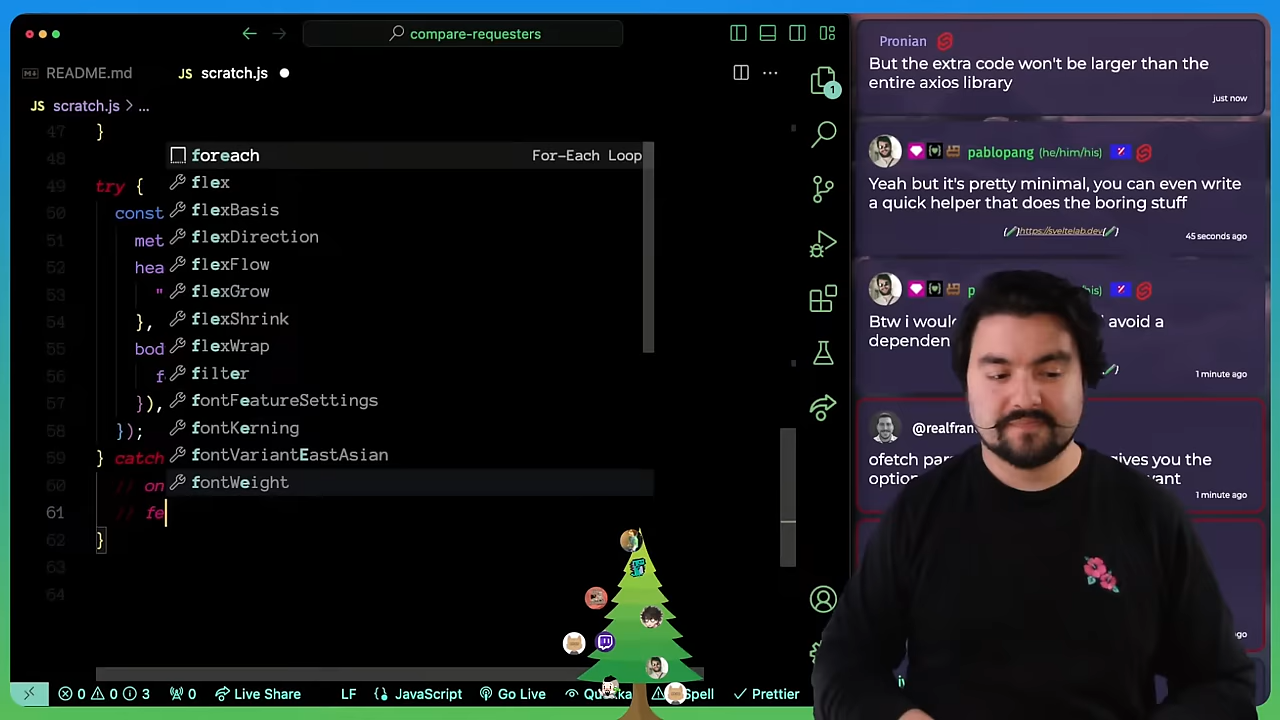 compare-requesters
README.md
JS scratch.js
JS scratch.js > ...
47 }
48
49 try {
50 const
51 met
52 hea
53 "
54 },
55 bod
56 f
57 }),
58 });
59 } catch
60 // on
61 // fe
62 }
63
64
foreach For-Each Loop
flex
flexBasis
flexDirection
flexFlow
flexGrow
flexShrink
flexWrap
filter
fontFeatureSettings
fontKerning
fontVariantEastAsian
fontWeight
1
0 0 3 0 Live Share LF JavaScript Go Live Spell Prettier
Pronian
But the extra code won't be larger than the
entire axios library
just now
pablopang (he/him/his)
Yeah but it's pretty minimal, you can even write
a quick helper that does the boring stuff
https://sveltelab.dev
45 seconds ago
Btw i avoid a
dependen
1 minute ago
ofetch gives you the
option
1 minute ago